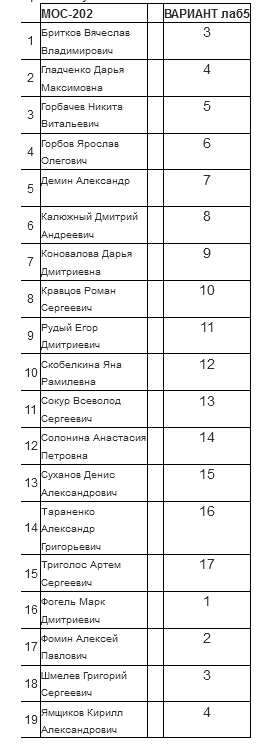 МОС-202 ВАРИАНТ лаб5
1 Бритков Вячеслав 3
Владимирович
2 Гладченко Дарья 4
Максимовна
3 Горбачев Никита 5
Витальевич
4 Горбов Ярослав 6
Олегович
5 Демин Александр 7
6 Калюжный Дмитрий 8
Андреевич
7 Коновалова Дарья 9
Дмитриевна
8 Кравцов Роман 10
Сергеевич
9 Рудый Егор 11
Дмитриевич
10 Скобелкина Яна 12
Рамилевна
11 Сокур Всеволод 13
Сергеевич
12 Солонина Анастасия 14
Петровна
13 Суханов Денис 15
Александрович
14 Тараненко 16
Александр
Григорьевич
15 Триголос Артем 17
Сергеевич
16 Фогель Марк 1
Дмитриевич
17 Фомин Алексей 2
Павлович
18 Шмелев Григорий 3
Сергеевич
19 Ямщиков Кирилл 4
Александрович